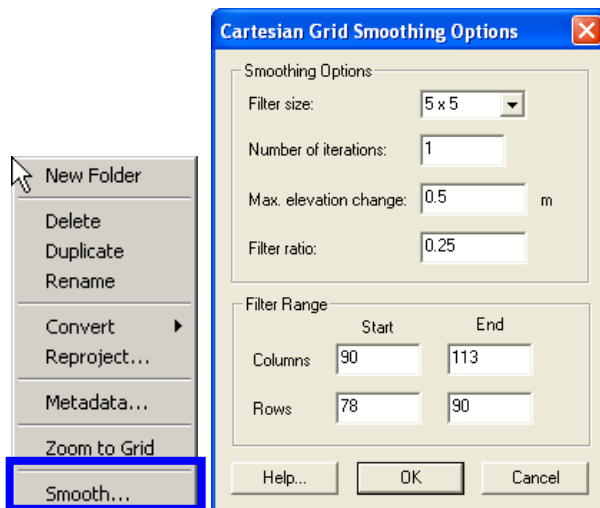 New Folder
Delete
Duplicate
Rename
Convert
Reproject...
Metadata...
Zoom to Grid
Smooth...
Cartesian Grid Smoothing Options
Smoothing Options
Filter size: 5 x 5
Number of iterations: 1
Max. elevation change: 0.5 m
Filter ratio: 0.25
Filter Range
Start End
Columns 90 113
Rows 78 90
Help... OK Cancel